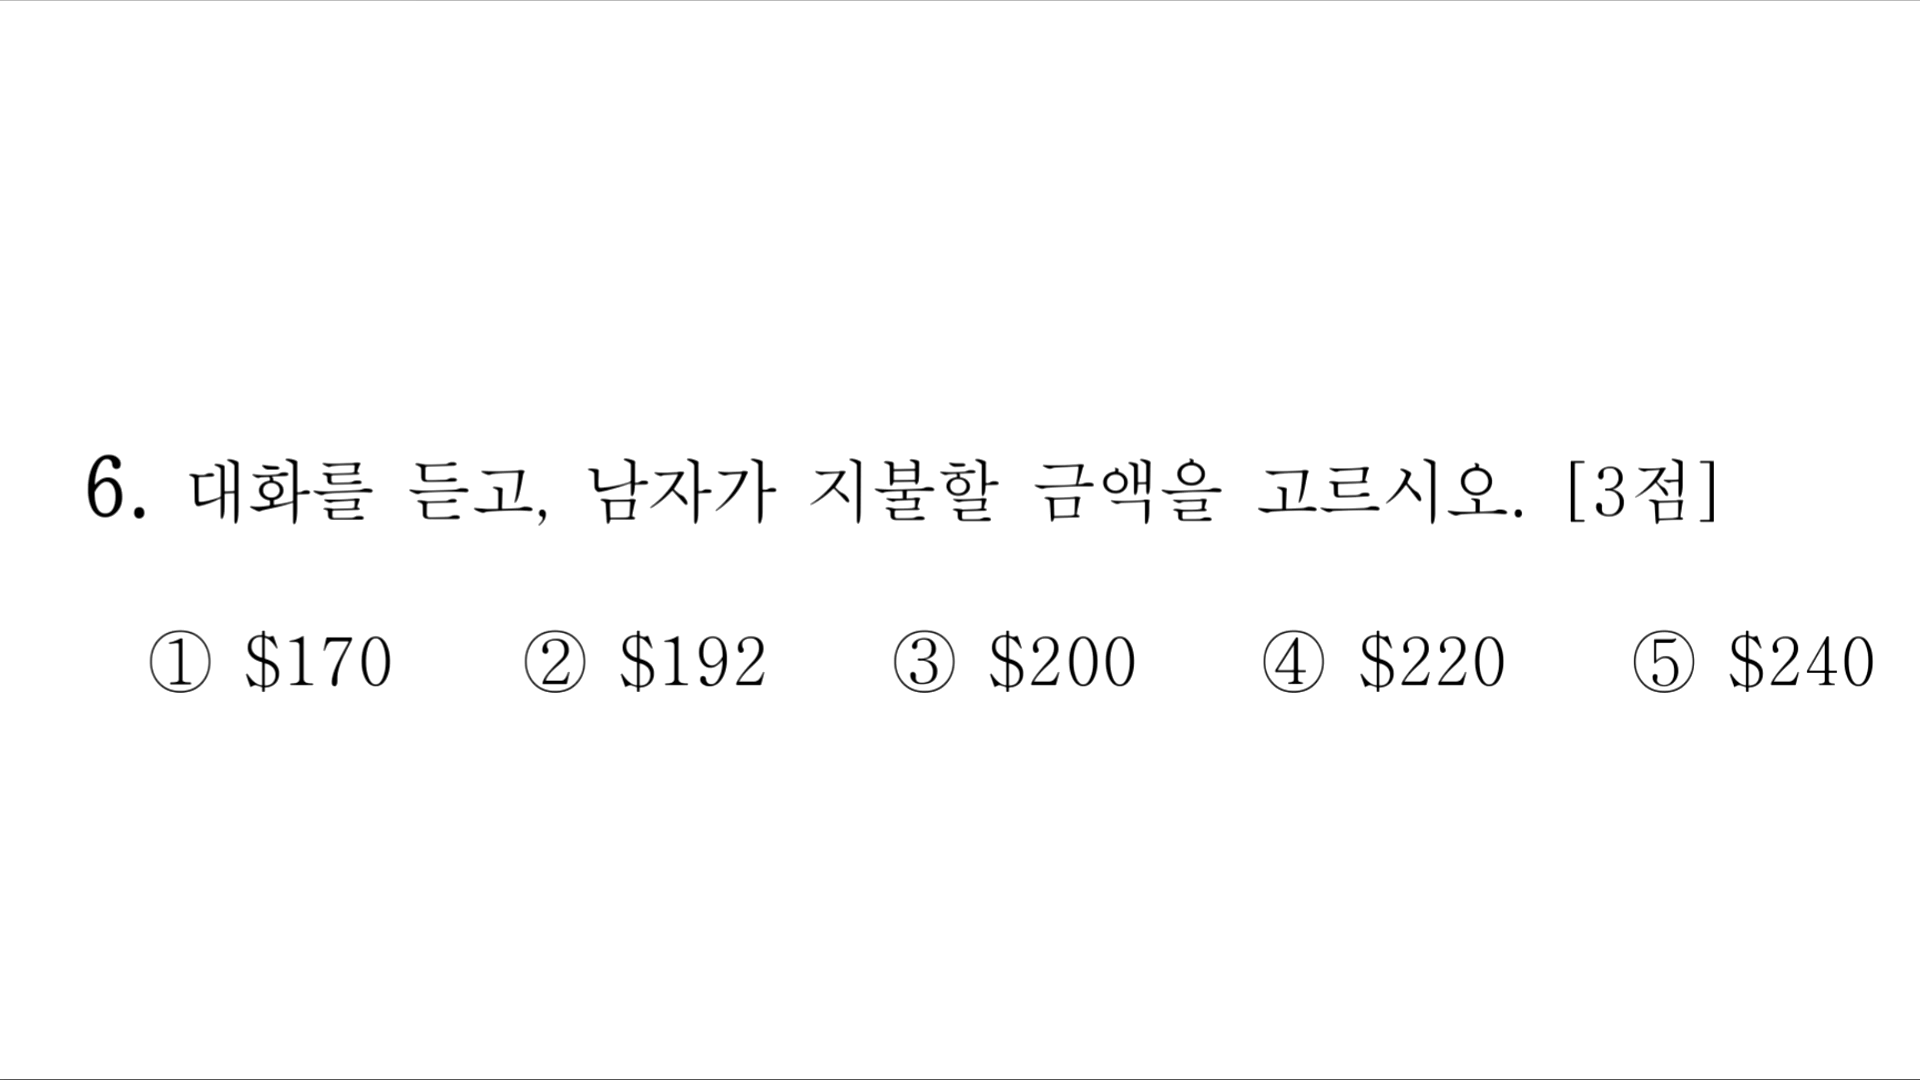 6. 대화를 듣고, 남자가 지불할 금액을 고르시오. [3점]
① $170 ② $192 ③ $200 ④ $220 ⑤ $240